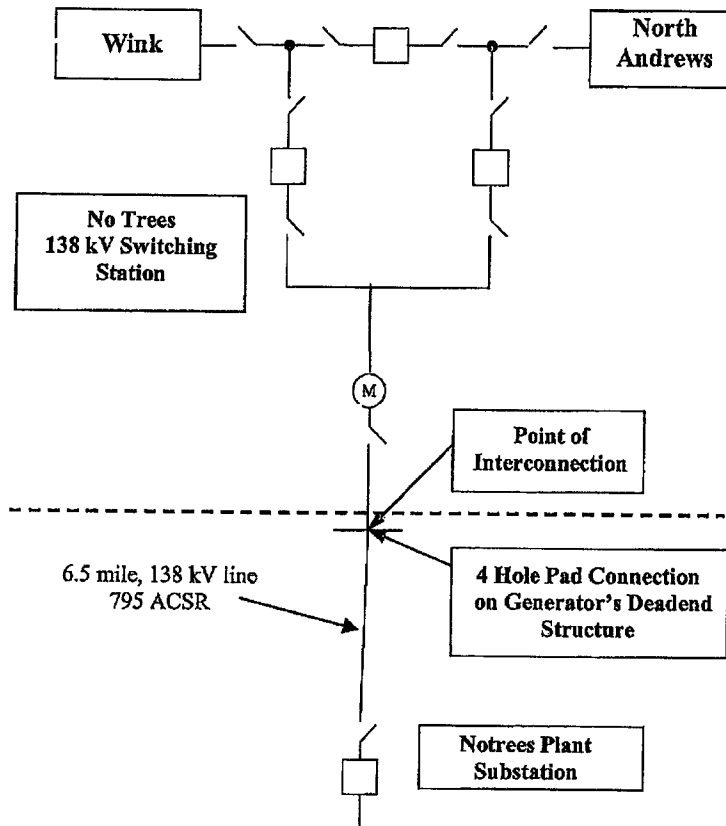 Wink
North
Andrews
No Trees
138 kV Switching
Station
M
Point of
Interconnection
6.5 mile, 138 kV line
795 ACSR
4 Hole Pad Connection
on Generator's Deadend
Structure
Notrees Plant
Substation